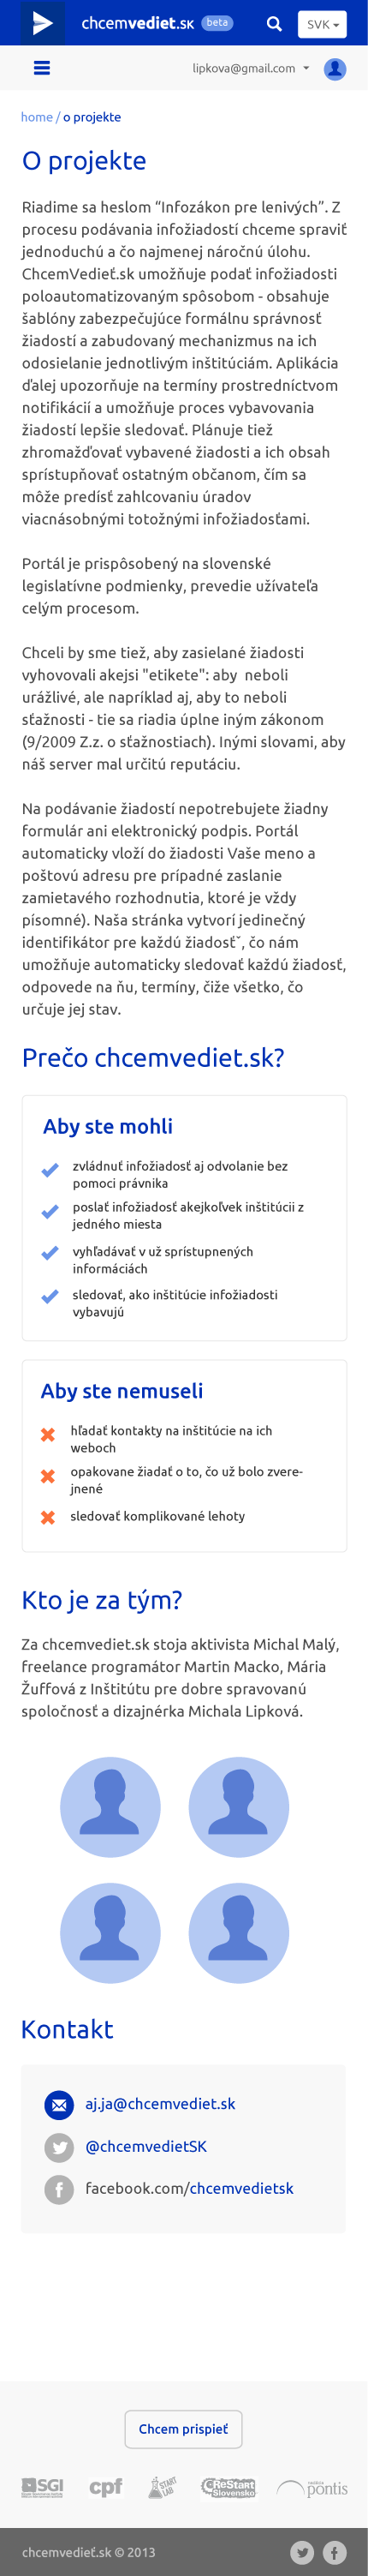 chcemvediet.sk beta SVK
lipkova@gmail.com
home / o projekte
O projekte
Riadime sa heslom “Infozákon pre lenivých”. Z
procesu podávania infožiadostí chceme spraviť
jednoduchú a čo najmenej náročnú úlohu.
ChcemVedieť.sk umožňuje podať infožiadosti
poloautomatizovaným spôsobom - obsahuje
šablóny zabezpečujúce formálnu správnosť
žiadostí a zabudovaný mechanizmus na ich
odosielanie jednotlivým inštitúciám. Aplikácia
ďalej upozorňuje na termíny prostredníctvom
notifikácií a umožňuje proces vybavovania
žiadostí lepšie sledovať. Plánuje tiež
zhromažďovať vybavené žiadosti a ich obsah
sprístupňovať ostatným občanom, čím sa
môže predísť zahlcovaniu úradov
viacnásobnými totožnými infožiadosťami.
Portál je prispôsobený na slovenské
legislatívne podmienky, prevedie užívateľa
celým procesom.
Chceli by sme tiež, aby zasielané žiadosti
vyhovovali akejsi "etikete": aby  neboli
urážlivé, ale napríklad aj, aby to neboli
sťažnosti - tie sa riadia úplne iným zákonom
(9/2009 Z.z. o sťažnostiach). Inými slovami, aby
náš server mal určitú reputáciu.
Na podávanie žiadostí nepotrebujete žiadny
formulár ani elektronický podpis. Portál
automaticky vloží do žiadosti Vaše meno a
poštovú adresu pre prípadné zaslanie
zamietavého rozhodnutia, ktoré je vždy
písomné). Naša stránka vytvorí jedinečný
identifikátor pre každú žiadosťˇ, čo nám
umožňuje automaticky sledovať každú žiadosť,
odpovede na ňu, termíny, čiže všetko, čo
určuje jej stav.
Prečo chcemvediet.sk?
Aby ste mohli
zvládnuť infožiadosť aj odvolanie bez
pomoci právnika
poslať infožiadosť akejkoľvek inštitúcii z
jedného miesta
vyhľadávať v už sprístupnených
informáciách
sledovať, ako inštitúcie infožiadosti
vybavujú
Aby ste nemuseli
hľadať kontakty na inštitúcie na ich
weboch
opakovane žiadať o to, čo už bolo zvere-
jnené
sledovať komplikované lehoty
Kto je za tým?
Za chcemvediet.sk stoja aktivista Michal Malý,
freelance programátor Martin Macko, Mária
Žuffová z Inštitútu pre dobre spravovanú
spoločnosť a dizajnérka Michala Lipková.
Kontakt
aj.ja@chcemvediet.sk
@chcemvedietSK
facebook.com/chcemvedietsk
Chcem prispieť
SGI cpf START LAB (Re)Start Slovensko pontis
chcemvedieť.sk © 2013